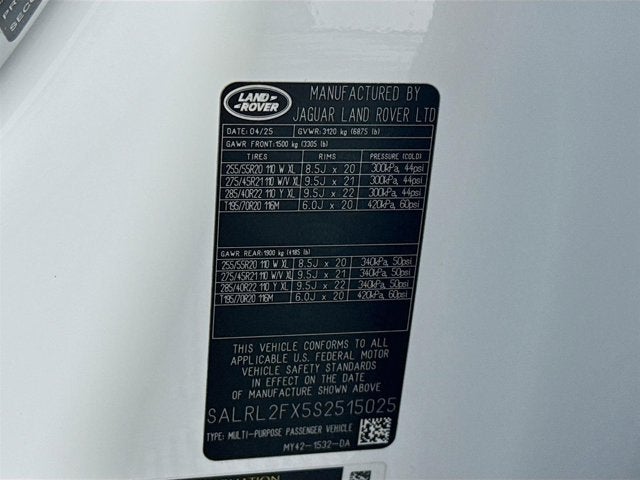 LAND ROVER
MANUFACTURED BY
JAGUAR LAND ROVER LTD
DATE: 04/25 GVWR: 3120 kg (6875 lb)
GAWR FRONT: 1500 kg (3305 lb)
TIRES RIMS PRESSURE (COLD)
255/55R20 110 W XL 8.5J x 20 300kPa, 44psi
275/45R21 110 W/V XL 9.5J x 21 300kPa, 44psi
285/40R22 110 Y XL 9.5J x 22 300kPa, 44psi
T195/70R20 116M 6.0J x 20 420kPa, 60psi
GAWR REAR: 1900 kg (4185 lb)
255/55R20 110 W XL 8.5J x 20 340kPa, 50psi
275/45R21 110 W/V XL 9.5J x 21 340kPa, 50psi
285/40R22 110 Y XL 9.5J x 22 340kPa, 50psi
T195/70R20 116M 6.0J x 20 420kPa, 60psi
THIS VEHICLE CONFORMS TO ALL
APPLICABLE U.S. FEDERAL MOTOR
VEHICLE SAFETY STANDARDS
IN EFFECT ON THE DATE
OF MANUFACTURE SHOWN ABOVE
SALRL2FX5S2515025
TYPE: MULTI-PURPOSE PASSENGER VEHICLE
MY42-1532-DA